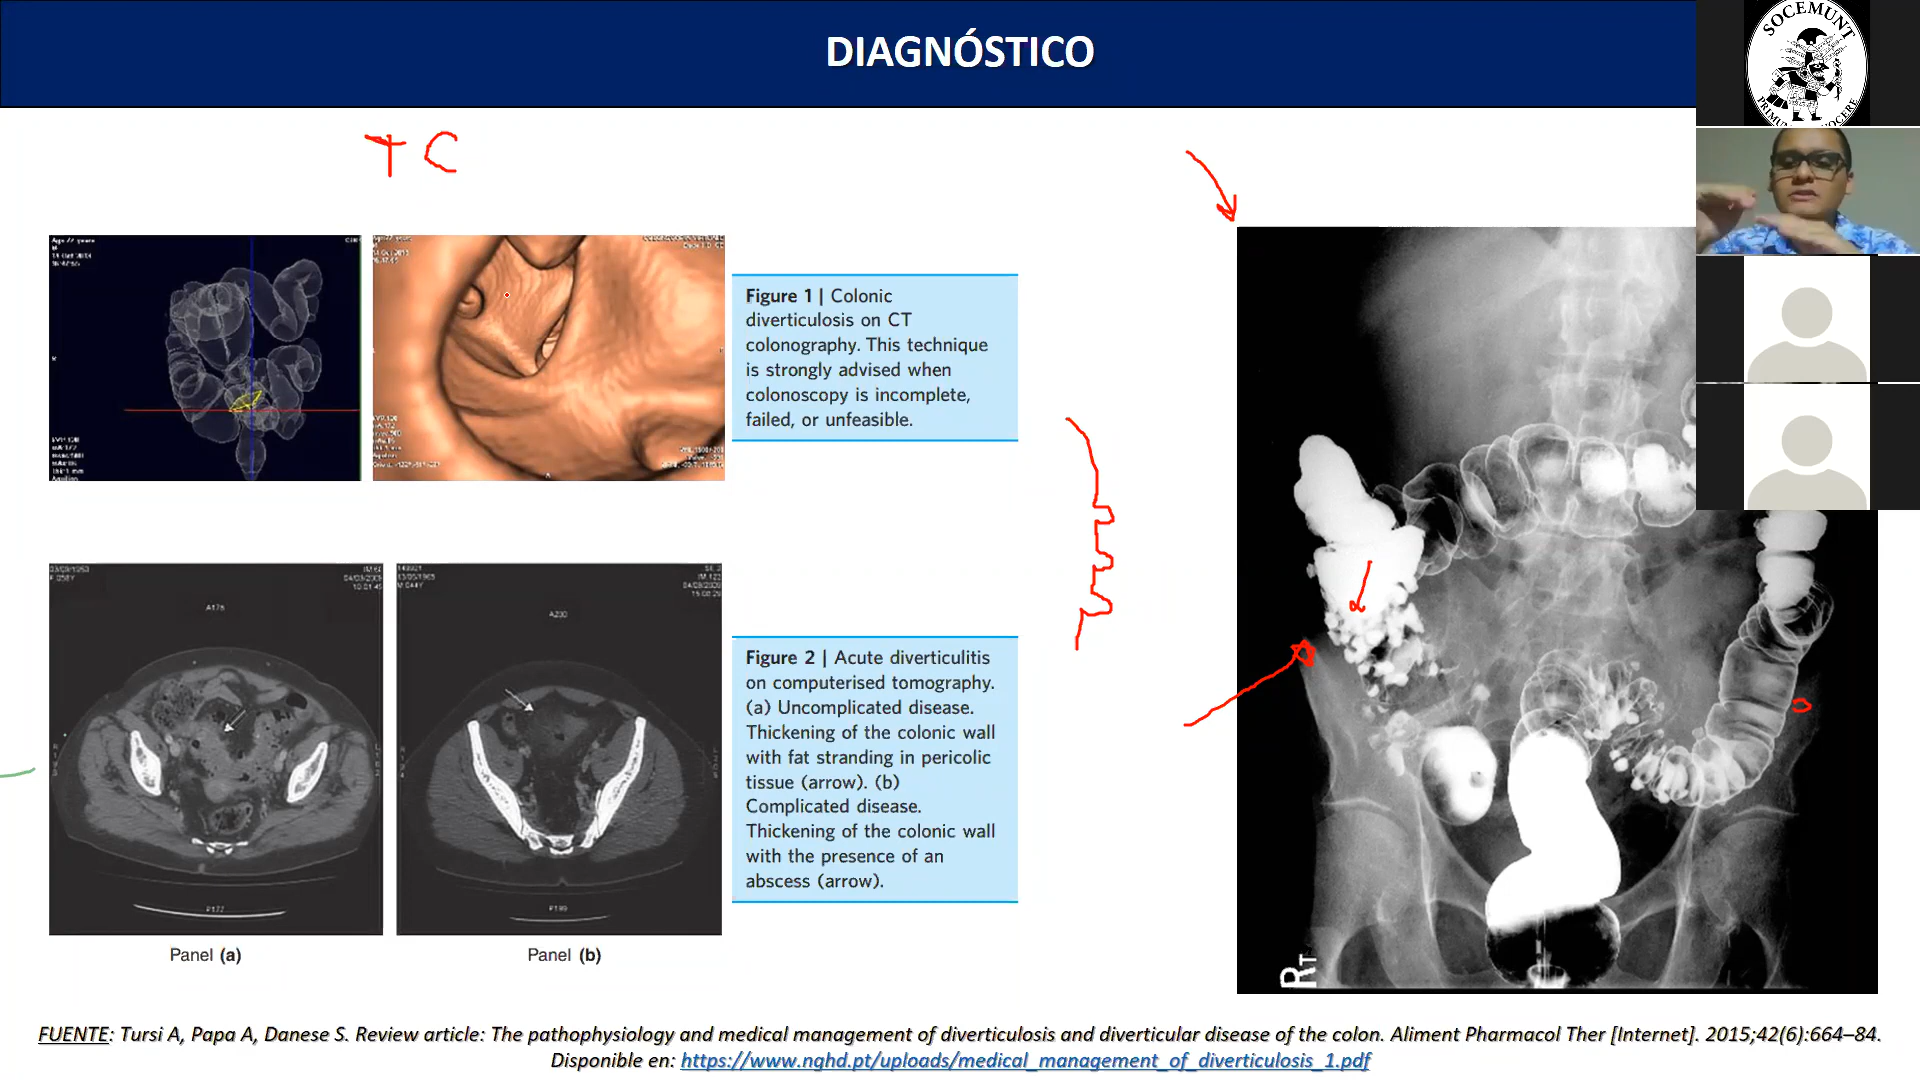 DIAGNÓSTICO
SOCEMUNT
TC
Figure 1 | Colonic
diverticulosis on CT
colonography. This technique
is strongly advised when
colonoscopy is incomplete,
failed, or unfeasible.
Figure 2 | Acute diverticulitis
on computerised tomography.
(a) Uncomplicated disease.
Thickening of the colonic wall
with fat stranding in pericolic
tissue (arrow). (b)
Complicated disease.
Thickening of the colonic wall
with the presence of an
abscess (arrow).
Panel (a)
Panel (b)
RT
FUENTE: Tursi A, Papa A, Danese S. Review article: The pathophysiology and medical management of diverticulosis and diverticular disease of the colon. Aliment Pharmacol Ther [Internet]. 2015;42(6):664–84.
Disponible en: https://www.nghd.pt/uploads/medical_management_of_diverticulosis_1.pdf